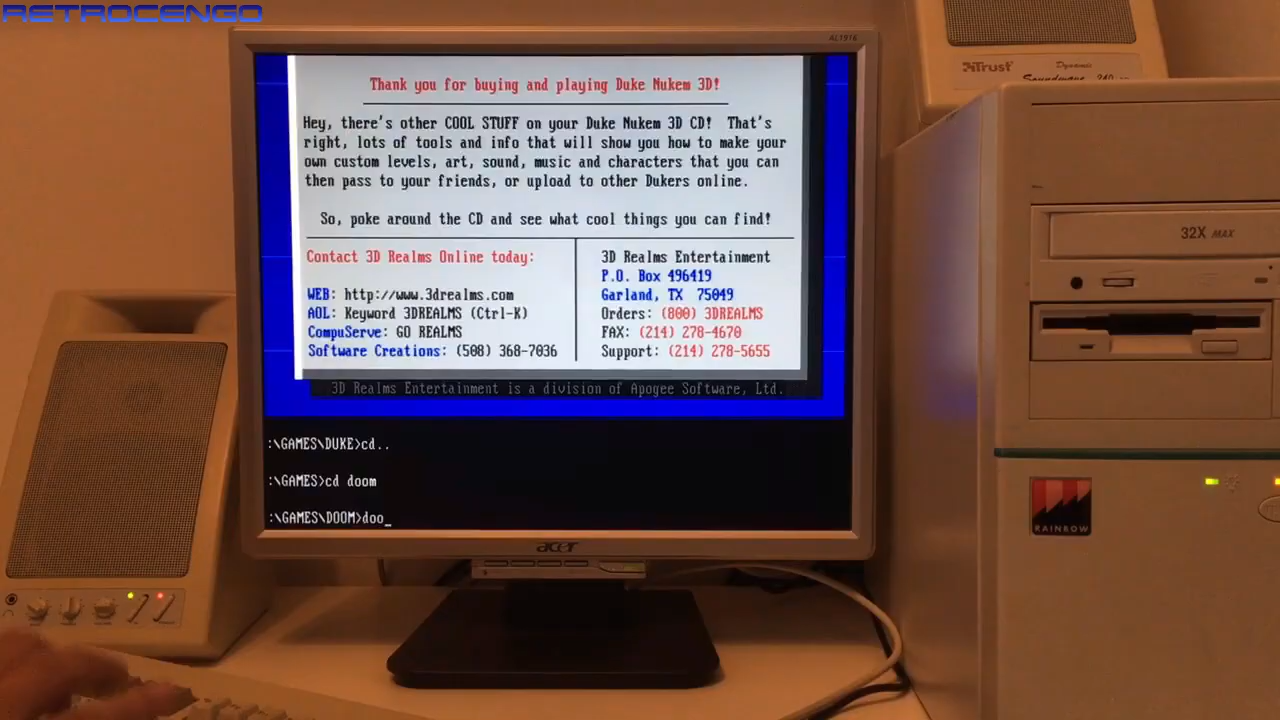 RETROCENGO
AL1916
Trust
Dynamic
Soundwave 240
Thank you for buying and playing Duke Nukem 3D!
Hey, there's other COOL STUFF on your Duke Nukem 3D CD! That's
right, lots of tools and info that will show you how to make your
own custom levels, art, sound, music and characters that you can
then pass to your friends, or upload to other Dukers online.
So, poke around the CD and see what cool things you can find!
Contact 3D Realms Online today:
WEB: http://www.3drealms.com
AOL: Keyword 3DREALMS (Ctrl-K)
CompuServe: GO REALMS
Software Creations: (508) 368-7036
3D Realms Entertainment
P.O. Box 496419
Garland, TX 75049
Orders: (800) 3DREALMS
FAX: (214) 278-4670
Support: (214) 278-5655
3D Realms Entertainment is a division of Apogee Software, Ltd.
:\GAMES\DUKE>cd..
:\GAMES>cd doom
:\GAMES\DOOM>doo_
acer
32X MAX
RAINBOW